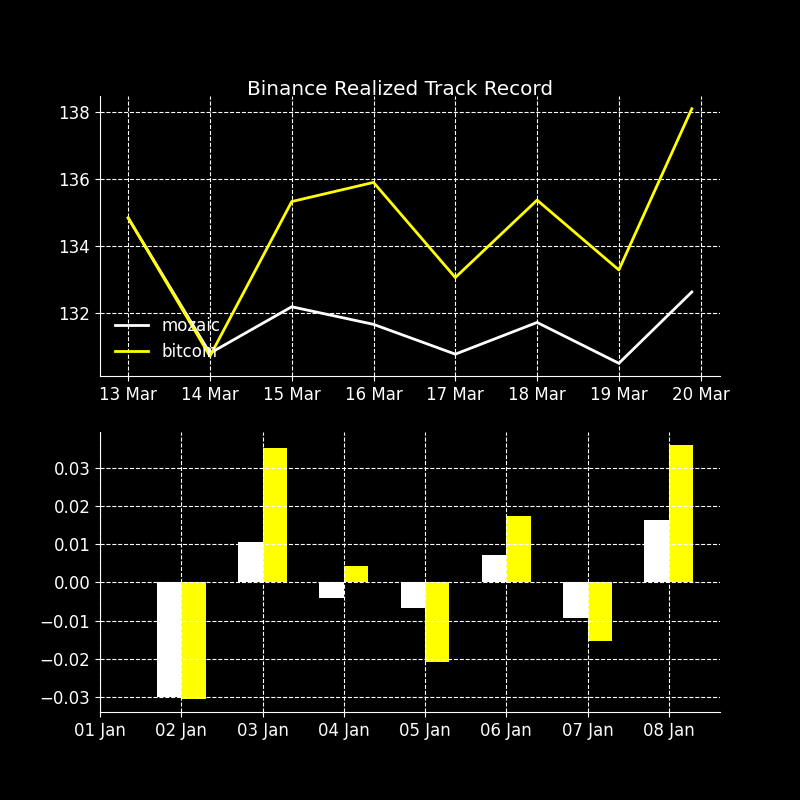 Binance Realized Track Record
138
136
134
132
mozaic
bitcoin
13 Mar 14 Mar 15 Mar 16 Mar 17 Mar 18 Mar 19 Mar 20 Mar
0.03
0.02
0.01
0.00
−0.01
−0.02
−0.03
01 Jan 02 Jan 03 Jan 04 Jan 05 Jan 06 Jan 07 Jan 08 Jan